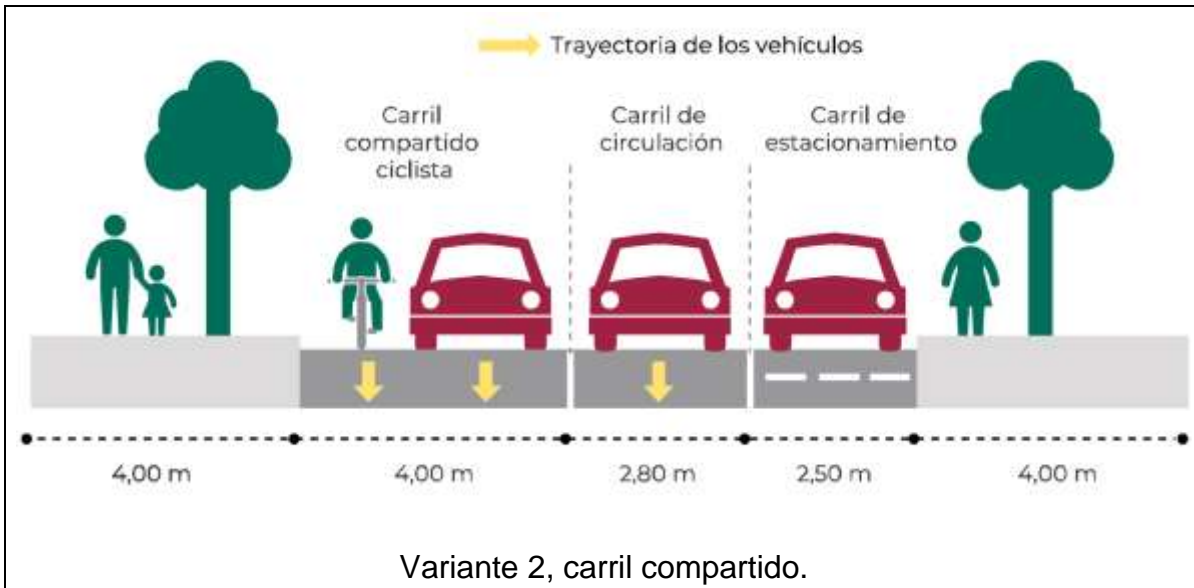 Trayectoria de los vehículos
Carril
compartido
ciclista
Carril de
circulación
Carril de
estacionamiento
4,00 m
4,00 m
2,80 m
2,50 m
4,00 m
Variante 2, carril compartido.